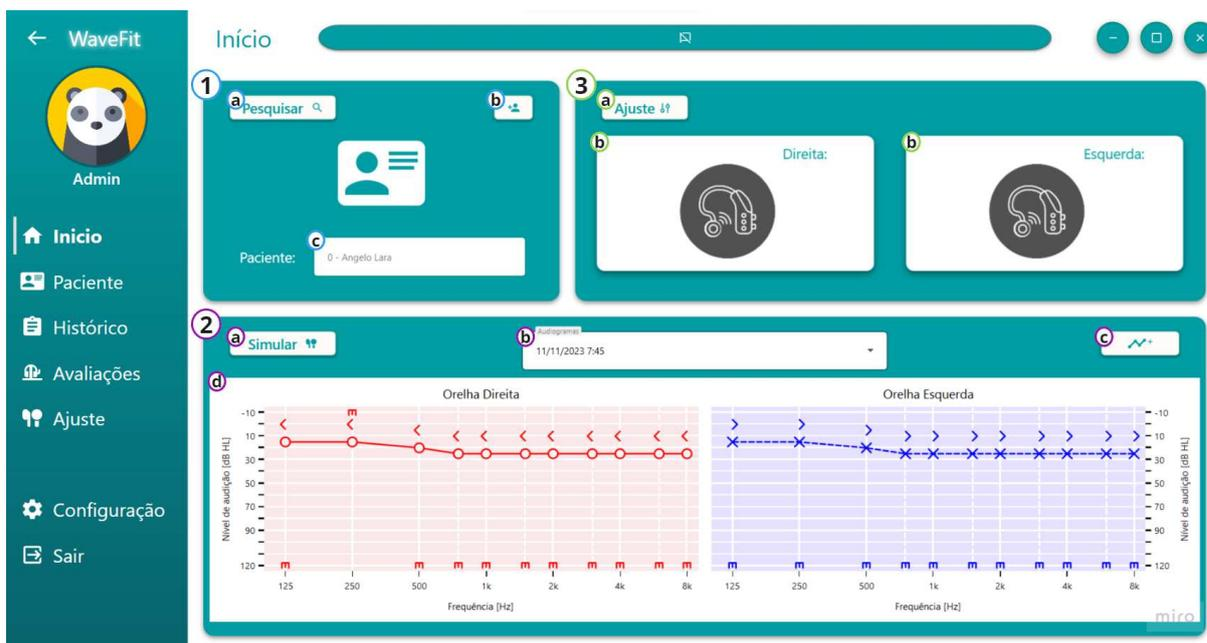 WaveFit
Início
Admin
Inicio
Paciente
Histórico
Avaliações
Ajuste
Configuração
Sair
1
a
Pesquisar
b
c
Paciente:
0 - Angelo Lara
3
a
Ajuste
b
Direita:
b
Esquerda:
2
a
Simular
b
Audiogramas
11/11/2023 7:45
c
d
Orelha Direita
Nível de audição [dB HL]
-10
10
30
50
70
90
120
125 250 500 1k 2k 4k 8k
Frequência [Hz]
Orelha Esquerda
-10
10
30
50
70
90
120
Nível de audição [dB HL]
125 250 500 1k 2k 4k 8k
Frequência [Hz]
miro